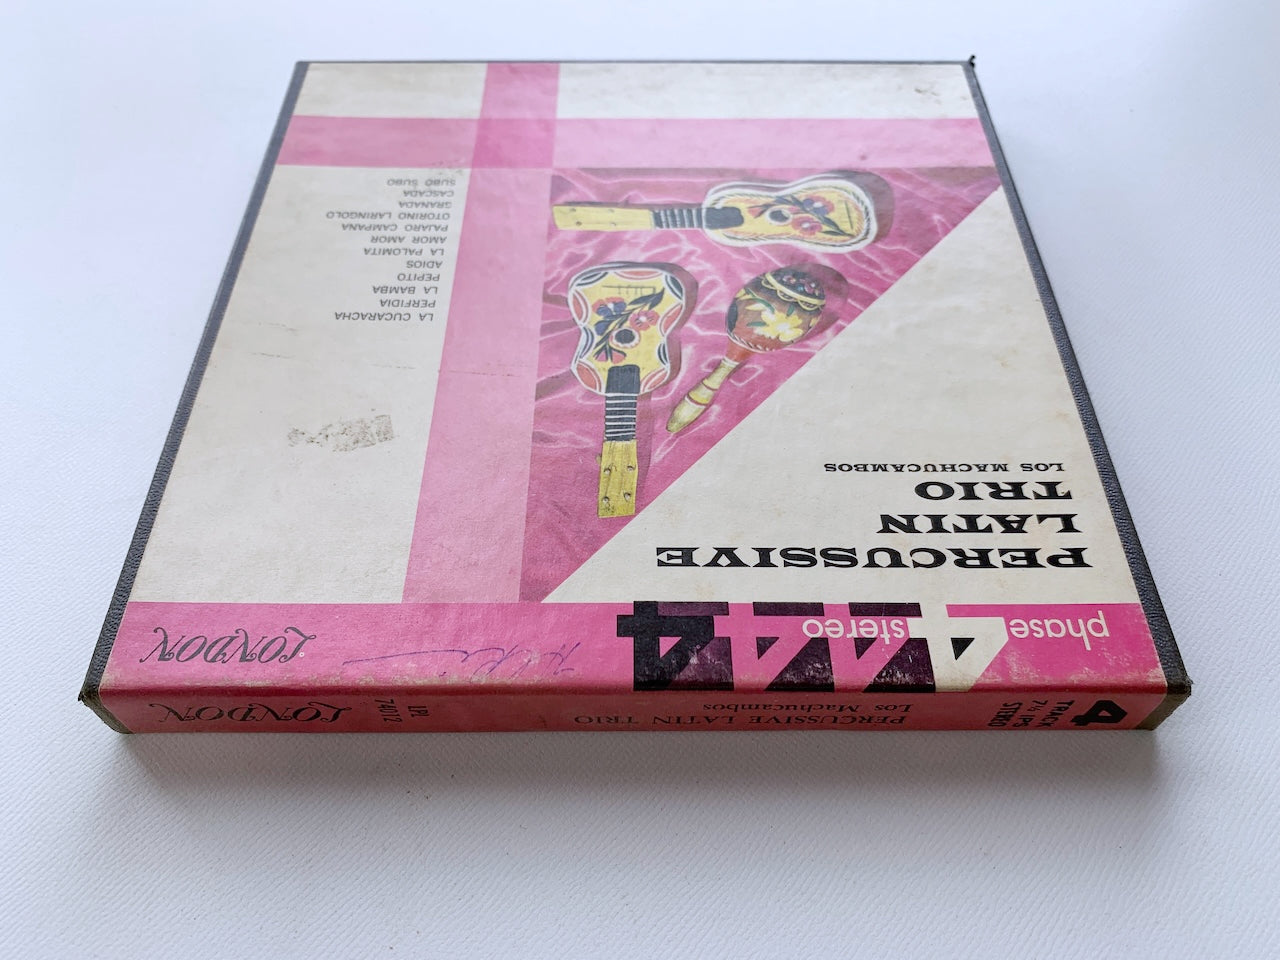 phase 4 stereo
PERCUSSIVE
LATIN
TRIO
LOS MACHUCAMBOS
LA CUCARACHA
PERFIDIA
LA BAMBA
PEPITO
ADIOS
LA PALOMITA
AMOR AMOR
PAJARO CAMPANA
OTORINO LARINGOLO
GRANADA
CASCADA
SUBO SUBO
LONDON
4
TRACK
7½ IPS
STEREO
PERCUSSIVE LATIN TRIO
Los Machucambos
LPL
74012
LONDON